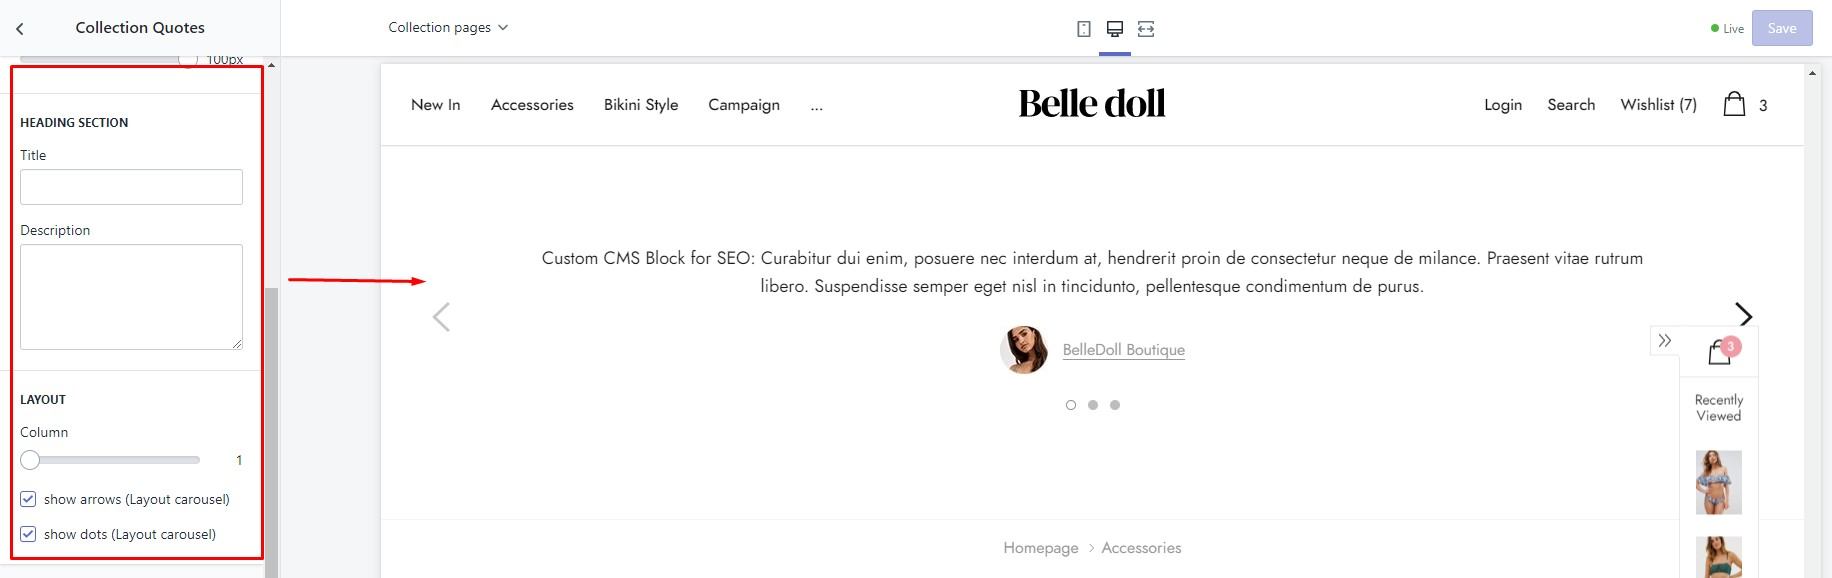 Collection Quotes
Collection pages
Live
Save
100px
HEADING SECTION
Title
Description
LAYOUT
Column
1
show arrows (Layout carousel)
show dots (Layout carousel)
New In
Accessories
Bikini Style
Campaign
...
Belle doll
Login
Search
Wishlist (7)
3
Custom CMS Block for SEO: Curabitur dui enim, posuere nec interdum at, hendrerit proin de consectetur neque de milance. Praesent vitae rutrum
libero. Suspendisse semper eget nisl in tincidunto, pellentesque condimentum de purus.
BelleDoll Boutique
3
Recently
Viewed
Homepage > Accessories